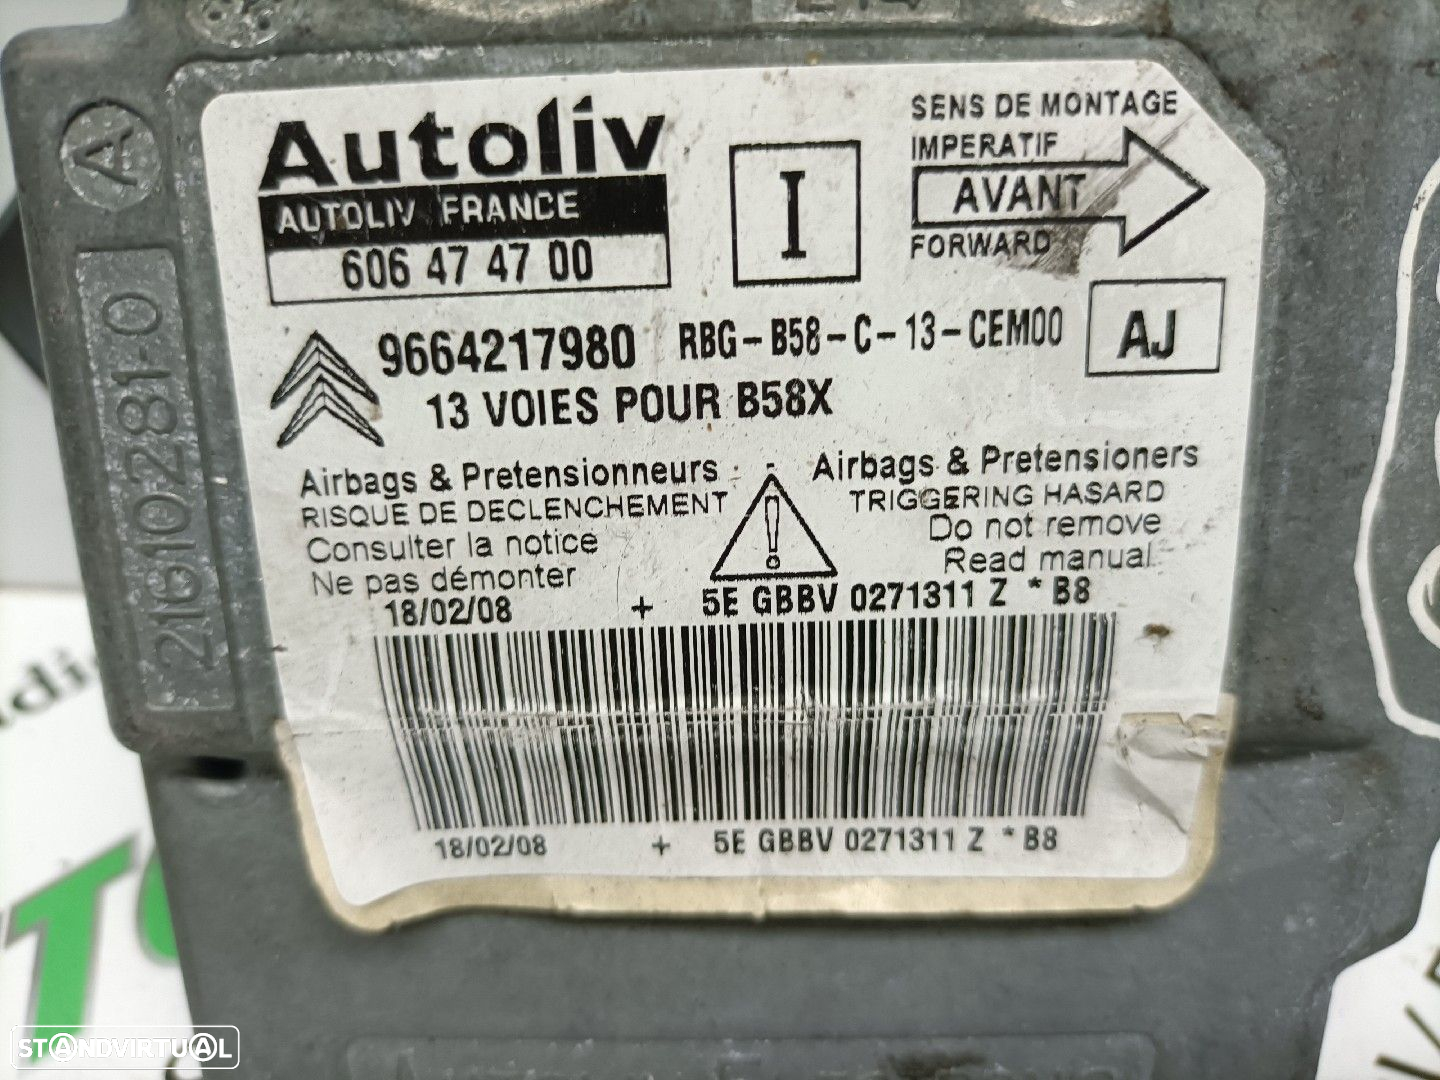 Autoliv
AUTOLIV FRANCE
606 47 47 00
I
SENS DE MONTAGE
IMPERATIF
AVANT
FORWARD
9664217980 RBG-B58-C-13-CEM00
AJ
13 VOIES POUR B58X
Airbags & Pretensionneurs
RISQUE DE DECLENCHEMENT
Consulter la notice
Ne pas démonter
Airbags & Pretensioners
TRIGGERING HASARD
Do not remove
Read manual
18/02/08 + 5E GBBV 0271311 Z * B8
18/02/08 + 5E GBBV 0271311 Z * B8
A
21610281-0
STANDVIRTUAL